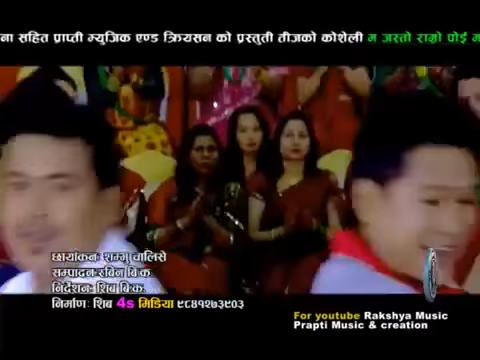 ना सहित प्राप्ती म्युजिक एण्ड क्रियसन को प्रस्तुती तीजको कोशेली म जस्तो राम्रो पोई म
छायांकनः शम्भु वालिसे
सम्पादनः रबिन बि.क.
निर्देशनः शिब बि.क.
निर्माणः शिब 4s मिडिया ९८४१२७३९०३
For youtube Rakshya Music
Prapti Music & creation